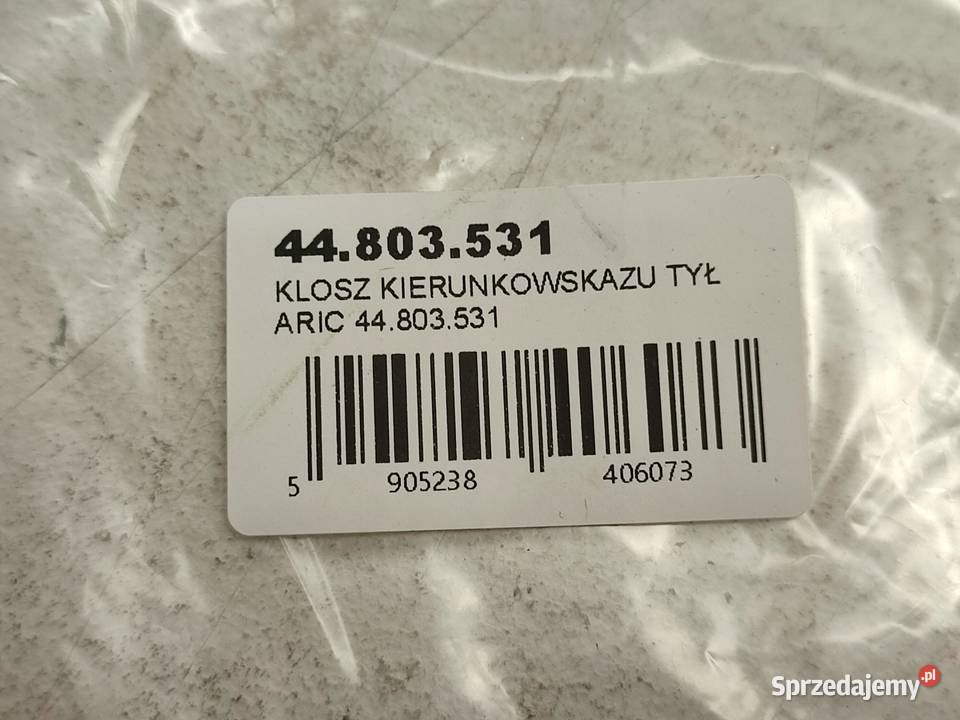 44.803.531
KLOSZ KIERUNKOWSKAZU TYŁ
ARIC 44.803.531
5 905238 406073
Sprzedajemy.pl